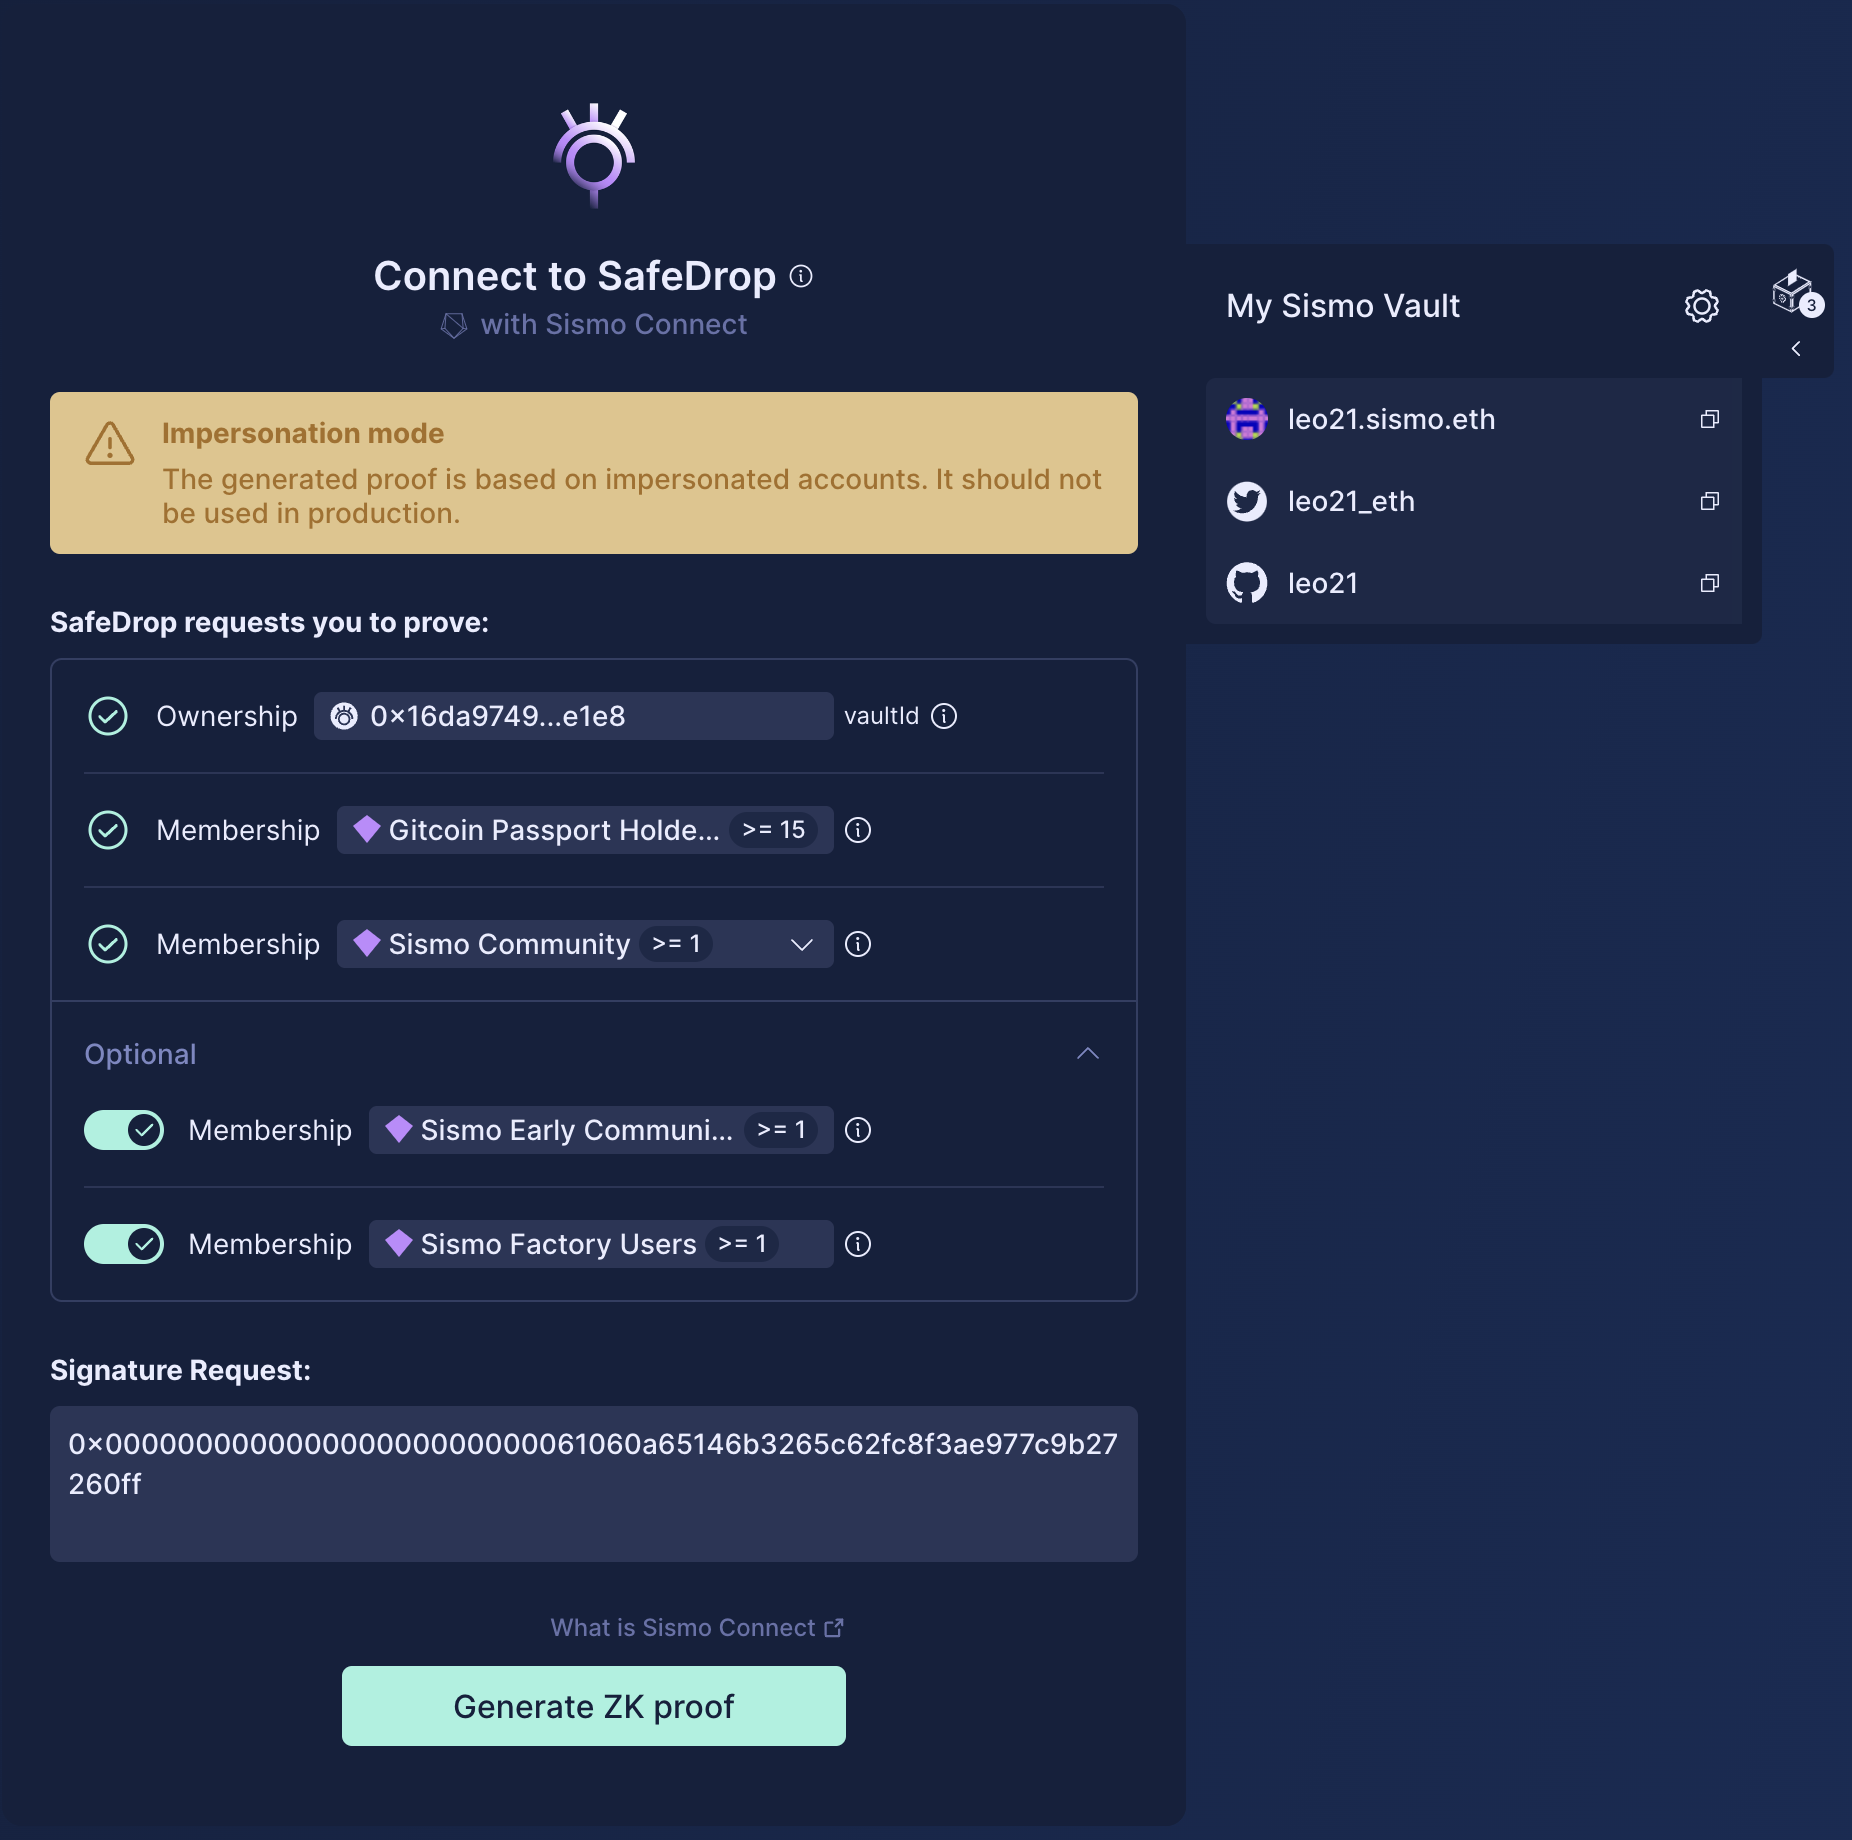 Connect to SafeDrop
with Sismo Connect
Impersonation mode
The generated proof is based on impersonated accounts. It should not
be used in production.
SafeDrop requests you to prove:
Ownership 0x16da9749...e1e8 vaultId
Membership Gitcoin Passport Holde... >= 15
Membership Sismo Community >= 1
Optional
Membership Sismo Early Communi... >= 1
Membership Sismo Factory Users >= 1
Signature Request:
0x00000000000000000000000061060a65146b3265c62fc8f3ae977c9b27
260ff
What is Sismo Connect
Generate ZK proof
My Sismo Vault
3
leo21.sismo.eth
leo21_eth
leo21